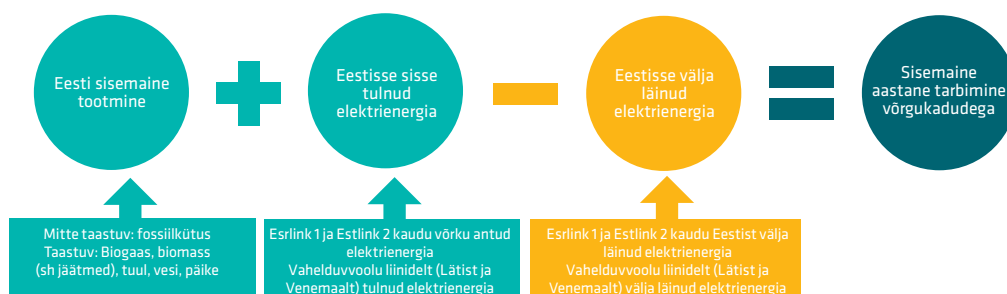 Eesti sisemaine
tootmine
Eestisse sisse
tulnud
elektrienergia
Eestisse välja
läinud
elektrienergia
Sisemaine
aastane tarbimine
võrgukadudega
Mitte taastuv: fossiilkütus
Taastuv: Biogaas, biomass
(sh jäätmed), tuul, vesi, päike
Esrlink 1 ja Estlink 2 kaudu võrku antud
elektrienergia
Vahelduvvoolu liinidelt (Lätist ja
Venemaalt) tulnud elektrienergia
Esrlink 1 ja Estlink 2 kaudu Eestist välja
läinud elektrienergia
Vahelduvvoolu liinidelt (Lätist ja
Venemaalt) välja läinud elektrienergia